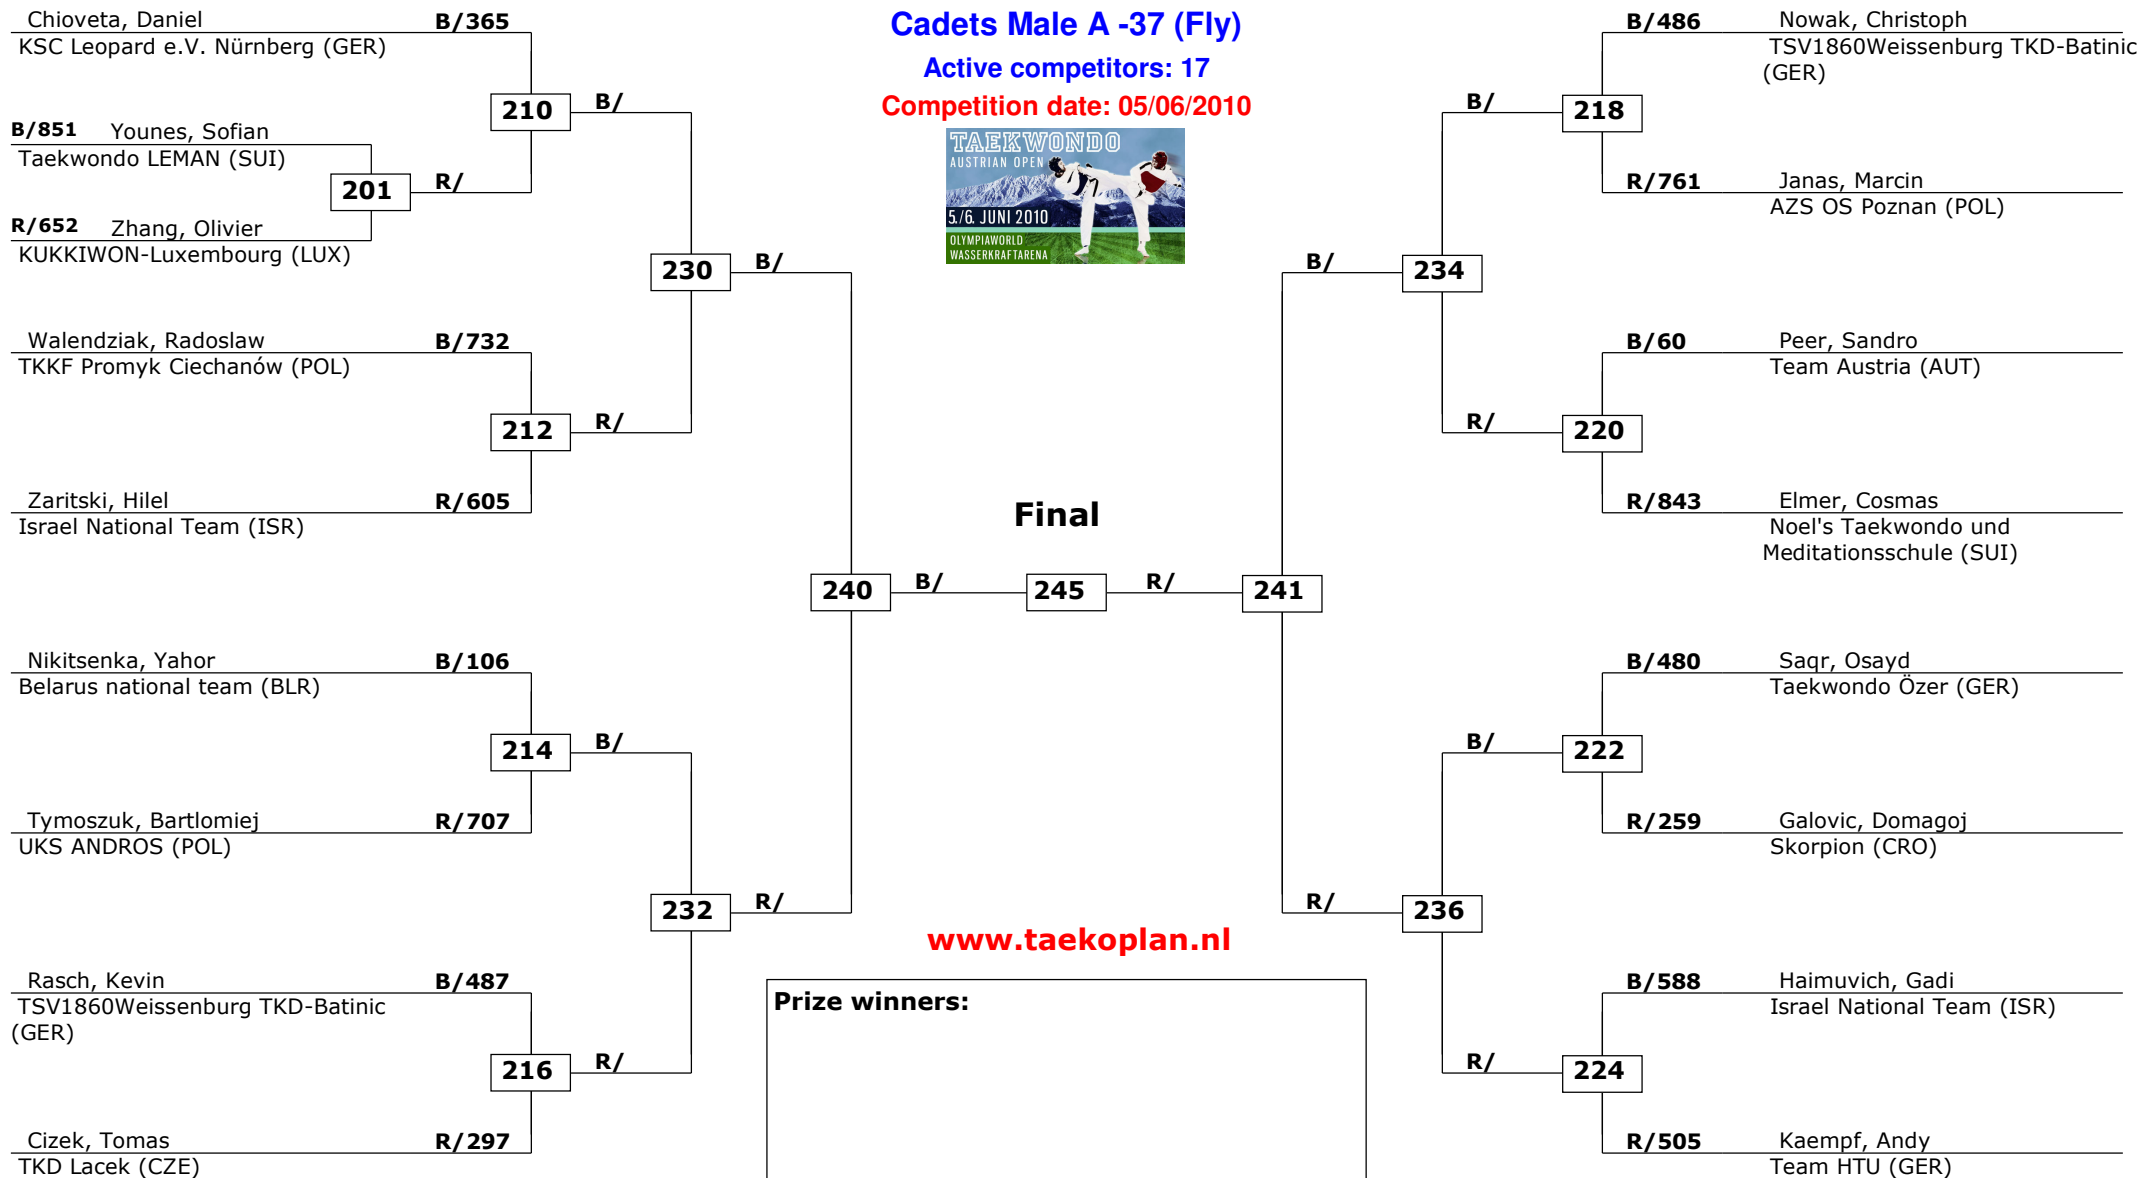 Cadets Male A -37 (Fly)
Active competitors: 17
Competition date: 05/06/2010
TAEKWONDO
AUSTRIAN OPEN
5./6. JUNI 2010
OLYMPIAWORLD
WASSERKRAFTARENA
Chioveta, Daniel B/365
KSC Leopard e.V. Nürnberg (GER)
210 B/
B/851 Younes, Sofian
Taekwondo LEMAN (SUI)
201 R/
R/652 Zhang, Olivier
KUKKIWON-Luxembourg (LUX)
230 B/
Walendziak, Radoslaw B/732
TKKF Promyk Ciechanów (POL)
212 R/
Zaritski, Hilel R/605
Israel National Team (ISR)
Final
240 B/ 245 R/ 241
Nikitsenka, Yahor B/106
Belarus national team (BLR)
214 B/
Tymoszuk, Bartlomiej R/707
UKS ANDROS (POL)
232 R/
Rasch, Kevin B/487
TSV1860Weissenburg TKD-Batinic
(GER)
216 R/
Cizek, Tomas R/297
TKD Lacek (CZE)
B/486 Nowak, Christoph
TSV1860Weissenburg TKD-Batinic
(GER)
B/ 218
R/761 Janas, Marcin
AZS OS Poznan (POL)
B/ 234
B/60 Peer, Sandro
Team Austria (AUT)
R/ 220
R/843 Elmer, Cosmas
Noel's Taekwondo und
Meditationsschule (SUI)
B/480 Saqr, Osayd
Taekwondo Özer (GER)
B/ 222
R/259 Galovic, Domagoj
Skorpion (CRO)
R/ 236
B/588 Haimuvich, Gadi
Israel National Team (ISR)
R/ 224
R/505 Kaempf, Andy
Team HTU (GER)
www.taekoplan.nl
Prize winners: